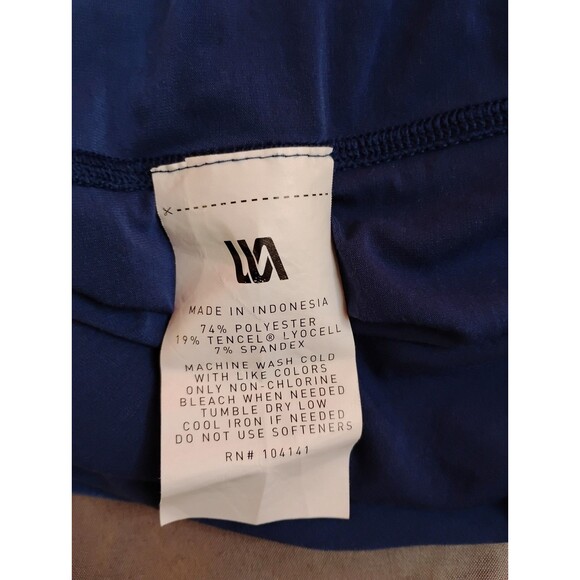 MADE IN INDONESIA
74% POLYESTER
19% TENCEL® LYOCELL
7% SPANDEX
MACHINE WASH COLD
WITH LIKE COLORS
ONLY NON-CHLORINE
BLEACH WHEN NEEDED
TUMBLE DRY LOW
COOL IRON IF NEEDED
DO NOT USE SOFTENERS
RN# 104141